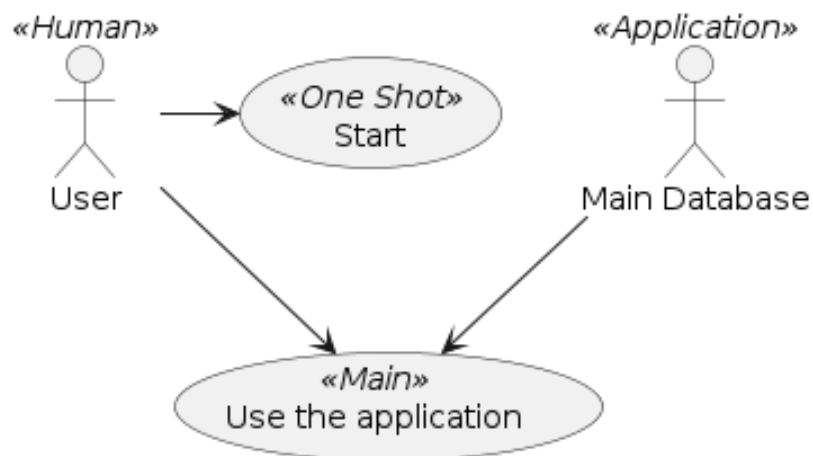 «Human»
User
«One Shot»
Start
«Application»
Main Database
«Main»
Use the application